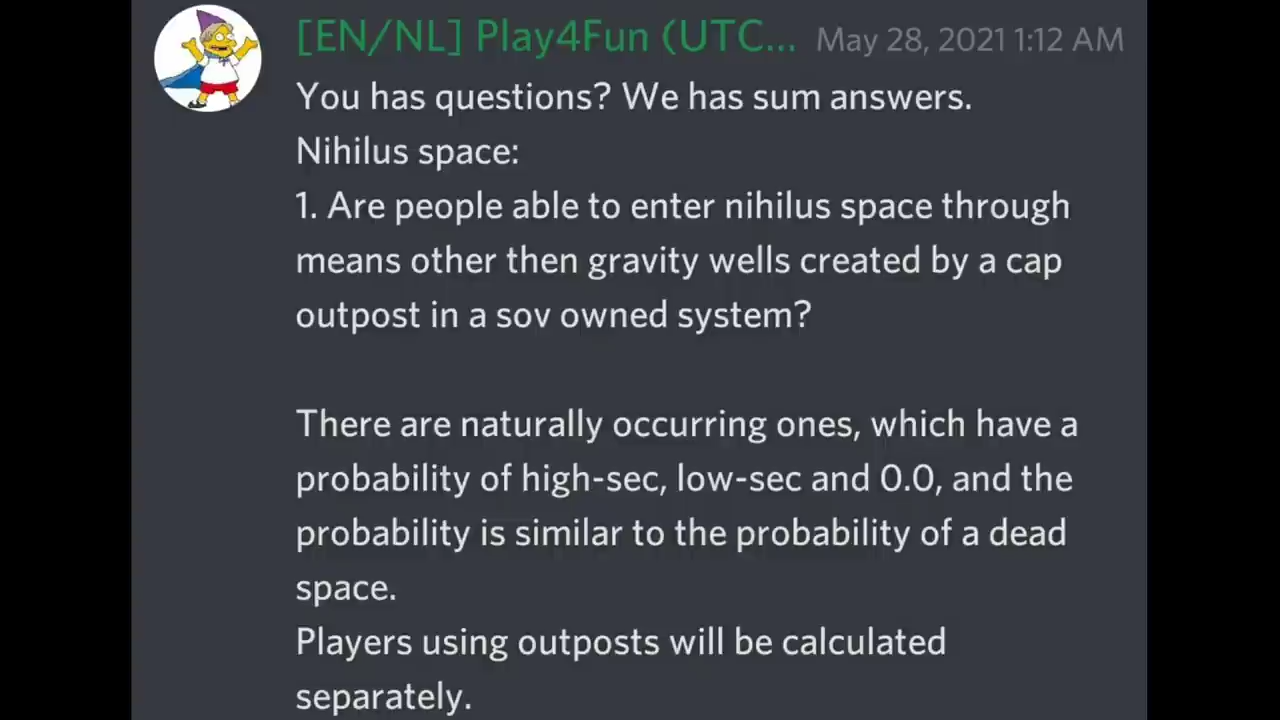 [EN/NL] Play4Fun (UTC... May 28, 2021 1:12 AM
You has questions? We has sum answers.
Nihilus space:
1. Are people able to enter nihilus space through
means other then gravity wells created by a cap
outpost in a sov owned system?
There are naturally occurring ones, which have a
probability of high-sec, low-sec and 0.0, and the
probability is similar to the probability of a dead
space.
Players using outposts will be calculated
separately.